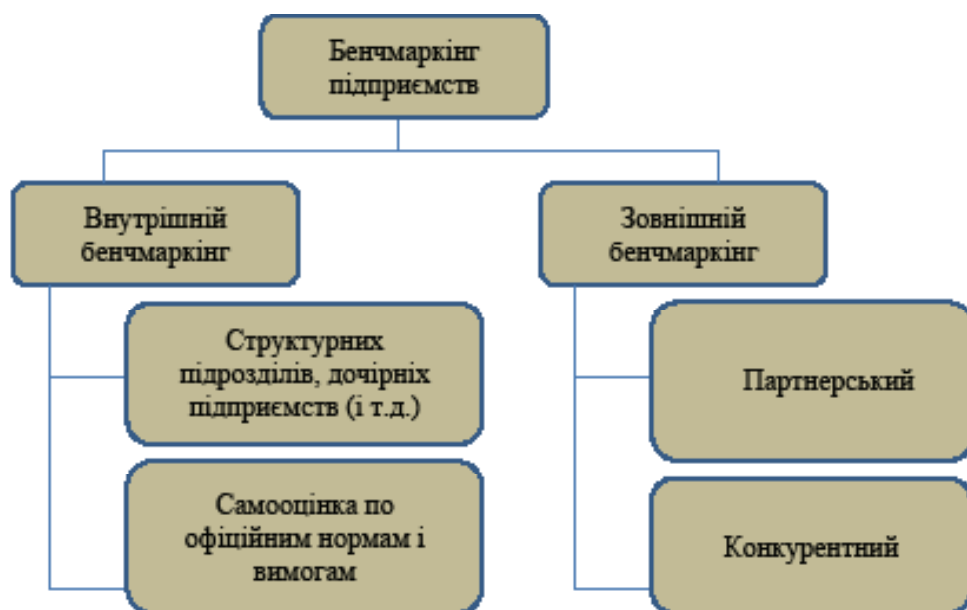 Бенчмаркінг
підприємств
Внутрішній
бенчмаркінг
Зовнішній
бенчмаркінг
Структурних
підрозділів, дочірніх
підприємств (і т.д.)
Партнерський
Самооцінка по
офіційним нормам і
вимогам
Конкурентний